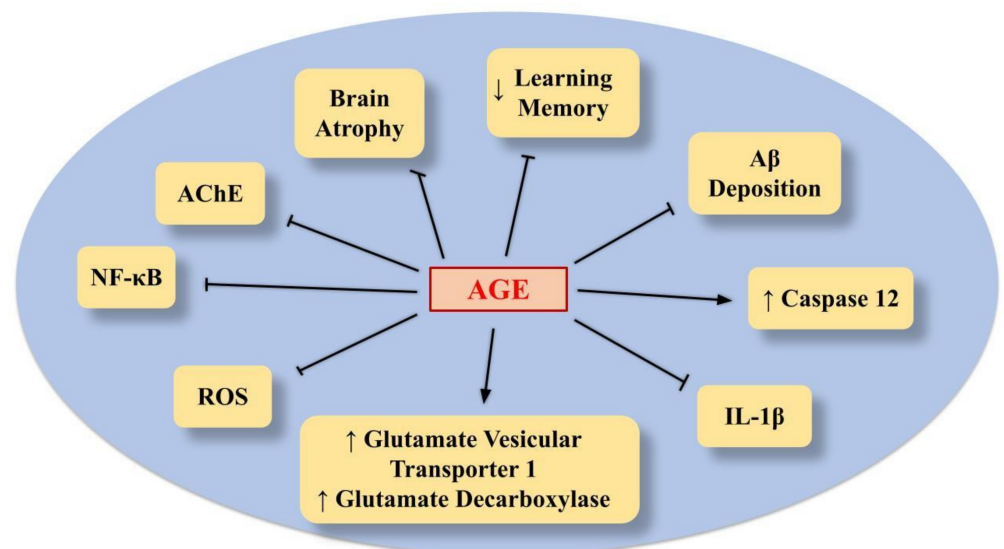 Brain
Atrophy
↓ Learning
Memory
Aβ
Deposition
AChE
NF-κB
AGE
↑ Caspase 12
ROS
IL-1β
↑ Glutamate Vesicular
Transporter 1
↑ Glutamate Decarboxylase